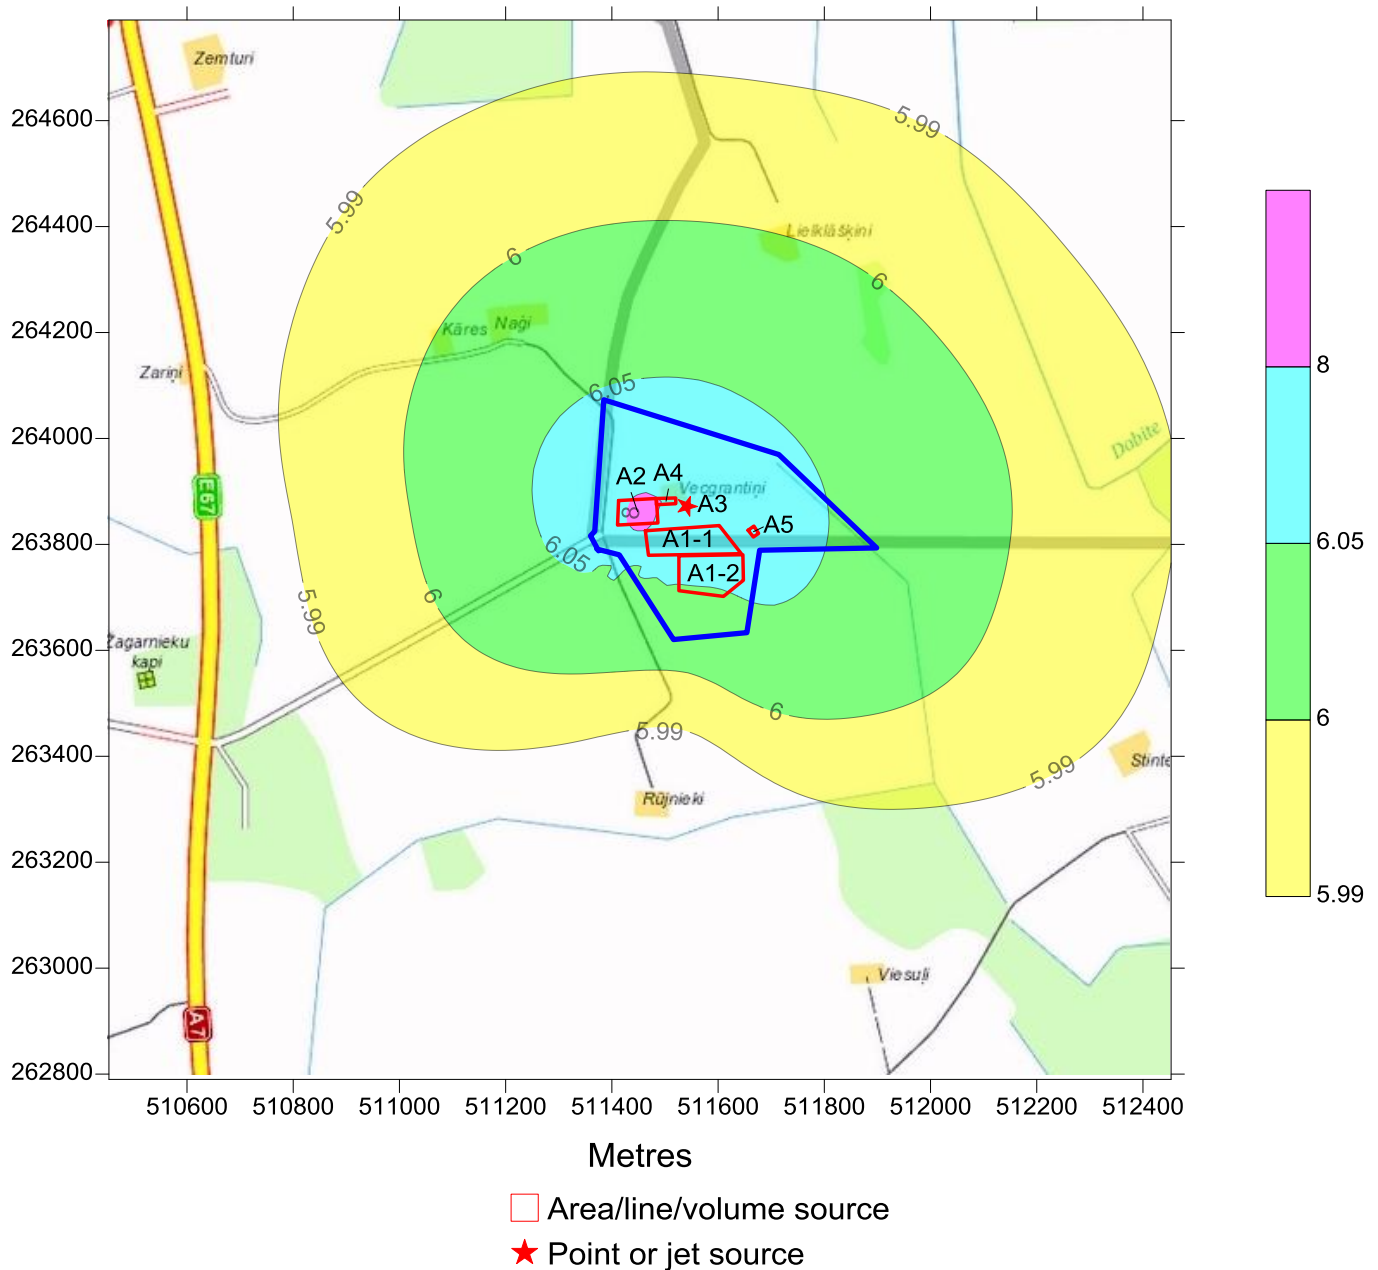 Zemturi
264600
5.99
5.99
264400
Lielklāšķini
6
6
264200
Kāres
Naģi
Zariņi
6.05
264000
Dobite
A2
A4
Vecgrantiņi
E67
8
A3
A5
A1-1
263800
6.05
A1-2
6
5.99
Zagarnieku
kapi
263600
6
5.99
263400
5.99
Stinte
Rūjnieki
263200
263000
Viesuļi
A7
262800
510600
510800
511000
511200
511400
511600
511800
512000
512200
512400
Metres
Area/line/volume source
Point or jet source
8
6.05
6
5.99